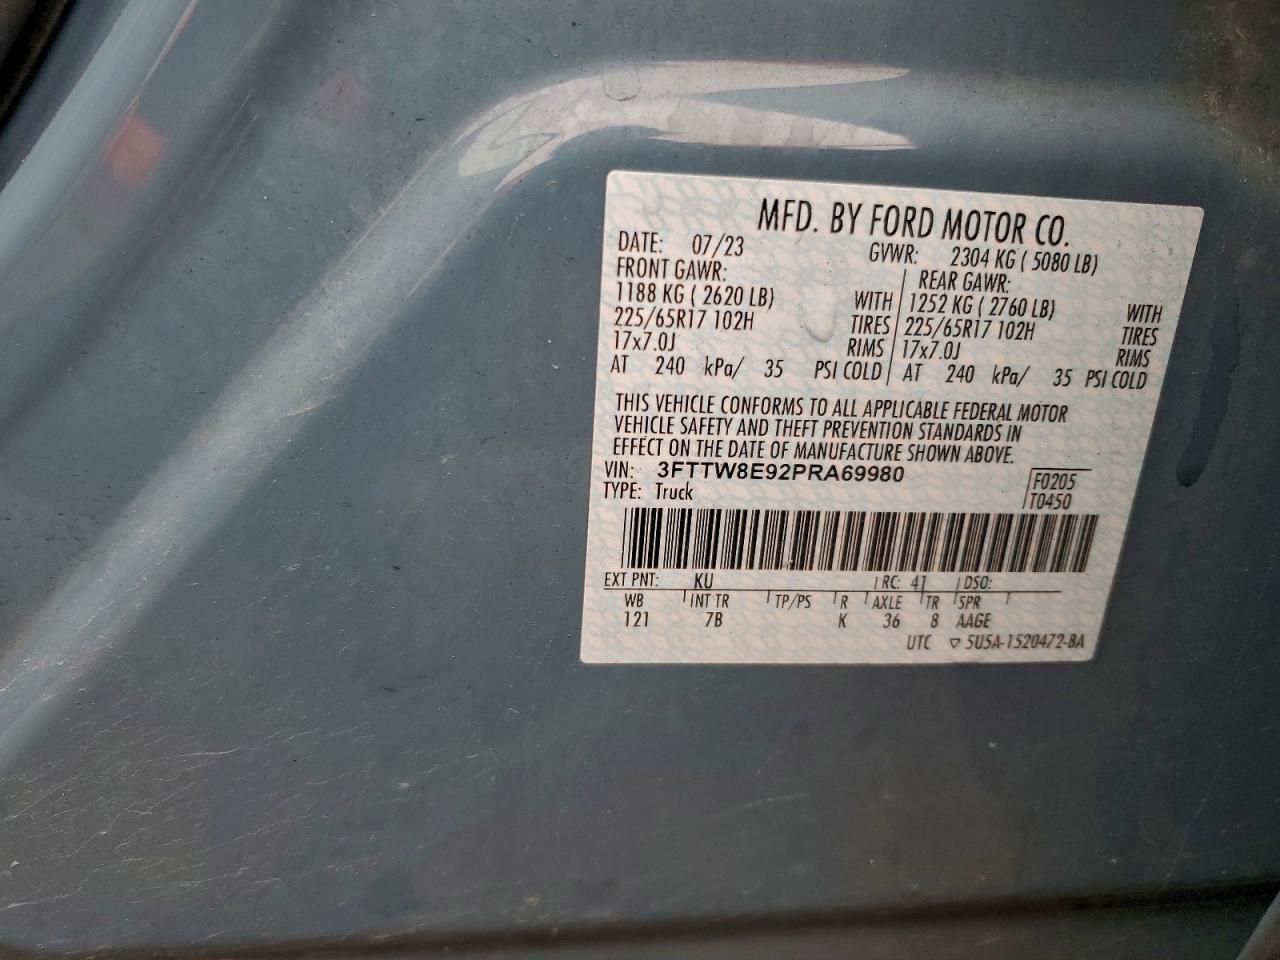 MFD. BY FORD MOTOR CO.
DATE: 07/23 GVWR: 2304 KG ( 5080 LB)
FRONT GAWR: REAR GAWR:
1188 KG ( 2620 LB) WITH 1252 KG ( 2760 LB) WITH
225/65R17 102H TIRES 225/65R17 102H TIRES
17x7.0J RIMS 17x7.0J RIMS
AT 240 kPa/ 35 PSI COLD AT 240 kPa/ 35 PSI COLD
THIS VEHICLE CONFORMS TO ALL APPLICABLE FEDERAL MOTOR
VEHICLE SAFETY AND THEFT PREVENTION STANDARDS IN
EFFECT ON THE DATE OF MANUFACTURE SHOWN ABOVE.
VIN: 3FTTW8E92PRA69980 F0205
TYPE: Truck T0450
EXT PNT: KU RC: 41 DSO:
WB INT TR TP/PS R AXLE TR SPR
121 7B K 36 8 AAGE
UTC ▽ 5U5A-1520472-BA